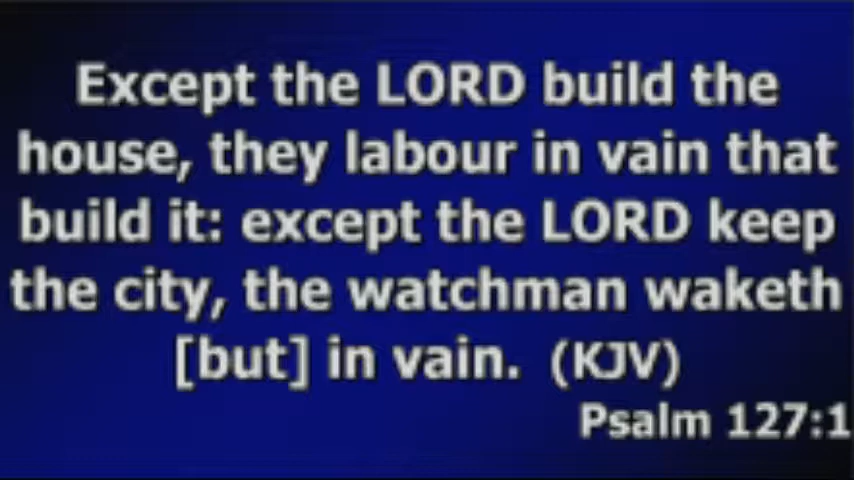 Except the LORD build the
house, they labour in vain that
build it: except the LORD keep
the city, the watchman waketh
[but] in vain. (KJV)
Psalm 127:1